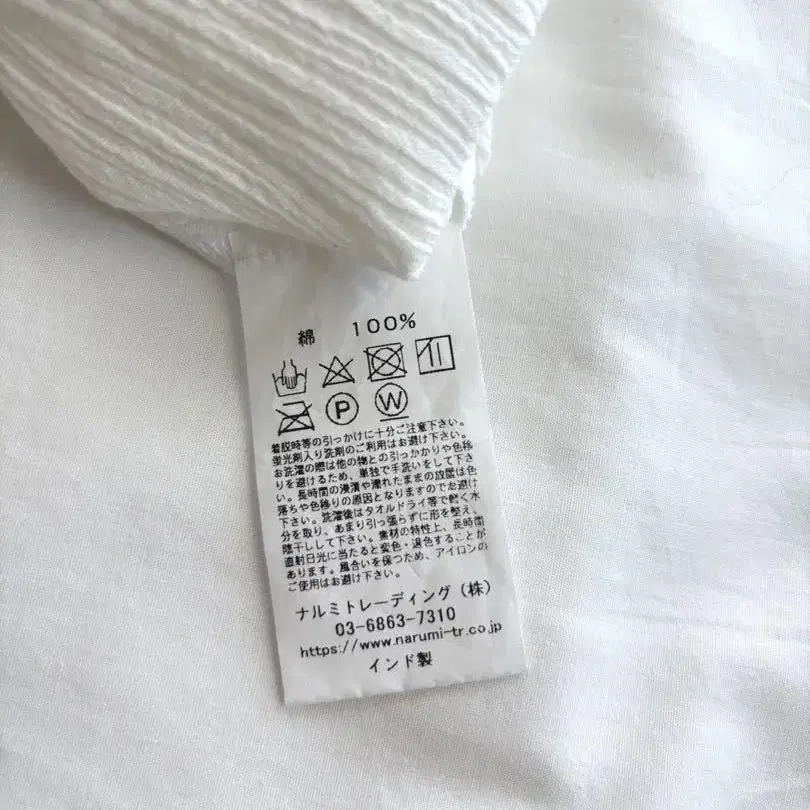 綿 100%
P W
着脱時等の引っかけに十分ご注意下さい。
蛍光剤入り洗剤のご利用はお避け下さい。
お洗濯の際は他の物との引っかかりや色移
りを避けるため、単独で手洗いをして下さ
い。長時間の浸漬や濡れたままの放置は色
落ちや色移りの原因となりますのでお避け
下さい。洗濯後はタオルドライ等で軽く水
分を取り、あまり引っ張らずに形を整え、
陰干しして下さい。素材の特性上、長時間
直射日光に当たると変色・退色することが
あります。風合いを保つため、アイロンの
ご使用はお避け下さい。
ナルミトレーディング(株)
03-6863-7310
https://www.narumi-tr.co.jp
インド製